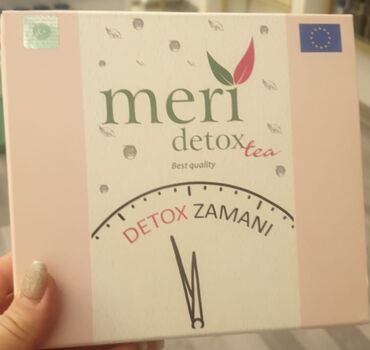 meri
detox tea
Best quality
DETOX ZAMANI